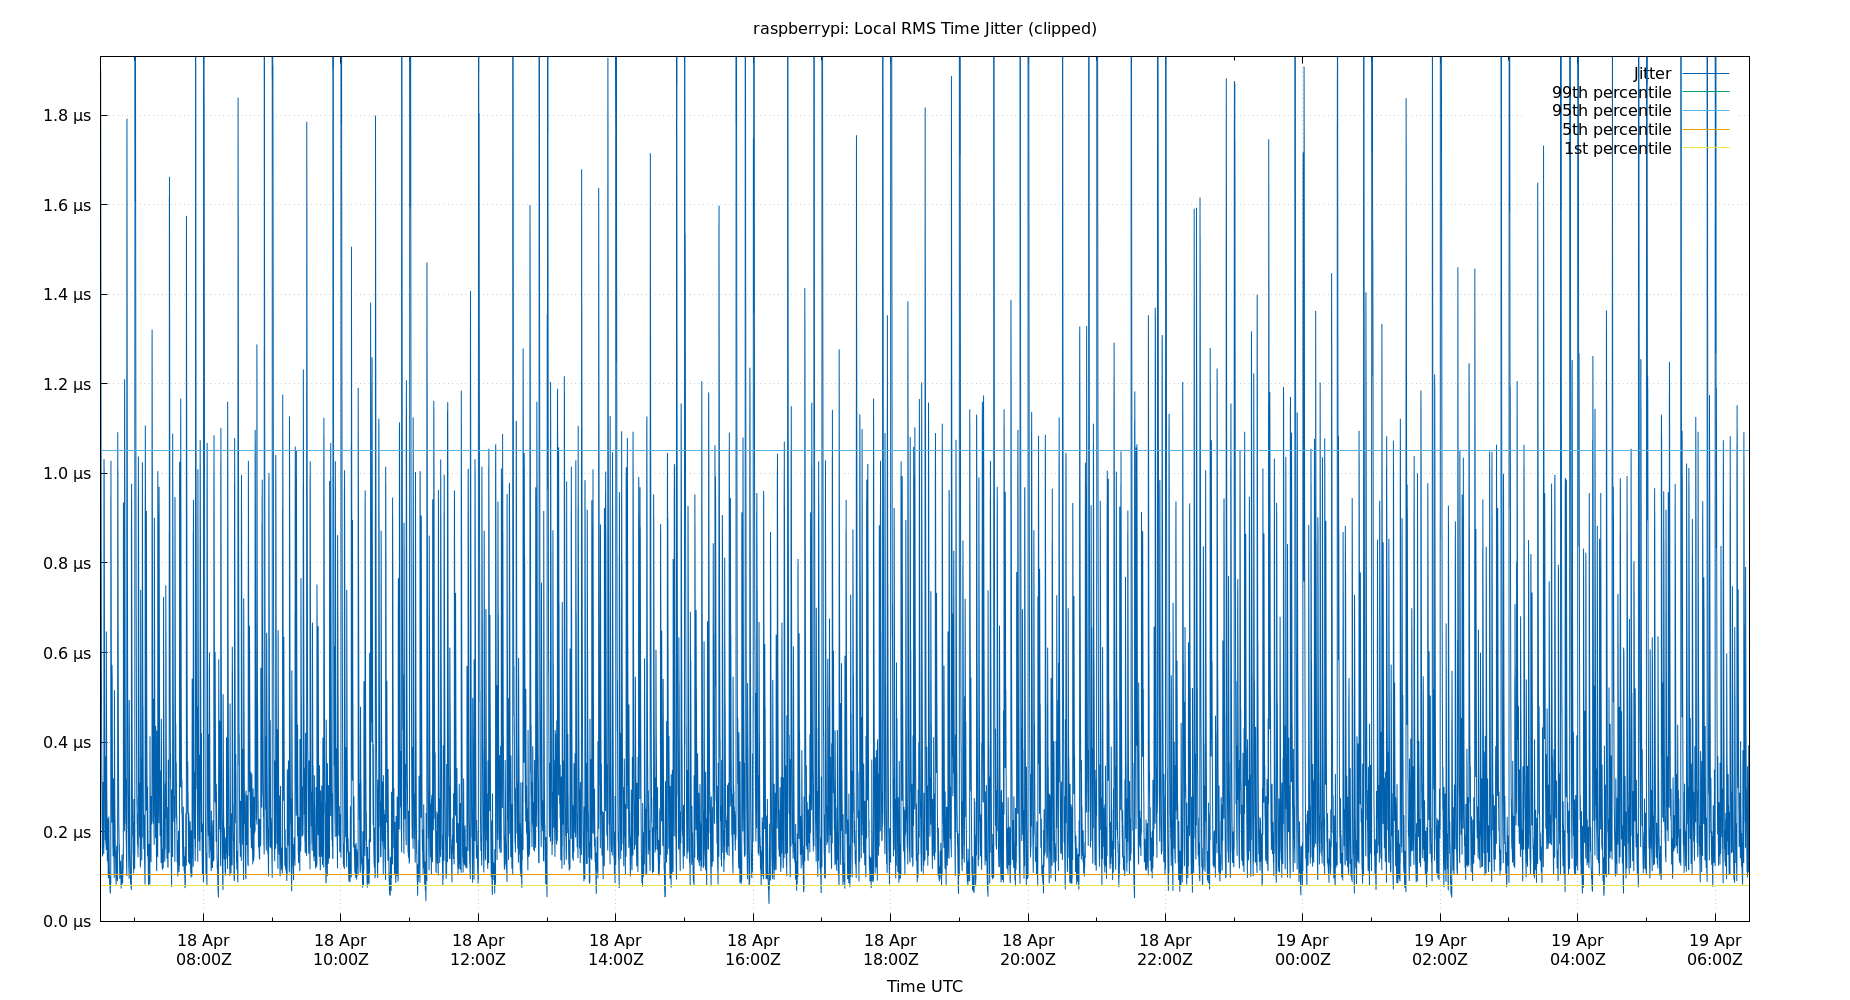 raspberrypi: Local RMS Time Jitter (clipped)
Jitter
99th percentile
95th percentile
5th percentile
1st percentile
1.8 µs
1.6 µs
1.4 µs
1.2 µs
1.0 µs
0.8 µs
0.6 µs
0.4 µs
0.2 µs
0.0 µs
18 Apr 18 Apr 18 Apr 18 Apr 18 Apr 18 Apr 18 Apr 18 Apr 19 Apr 19 Apr 19 Apr 19 Apr
08:00Z 10:00Z 12:00Z 14:00Z 16:00Z 18:00Z 20:00Z 22:00Z 00:00Z 02:00Z 04:00Z 06:00Z
Time UTC